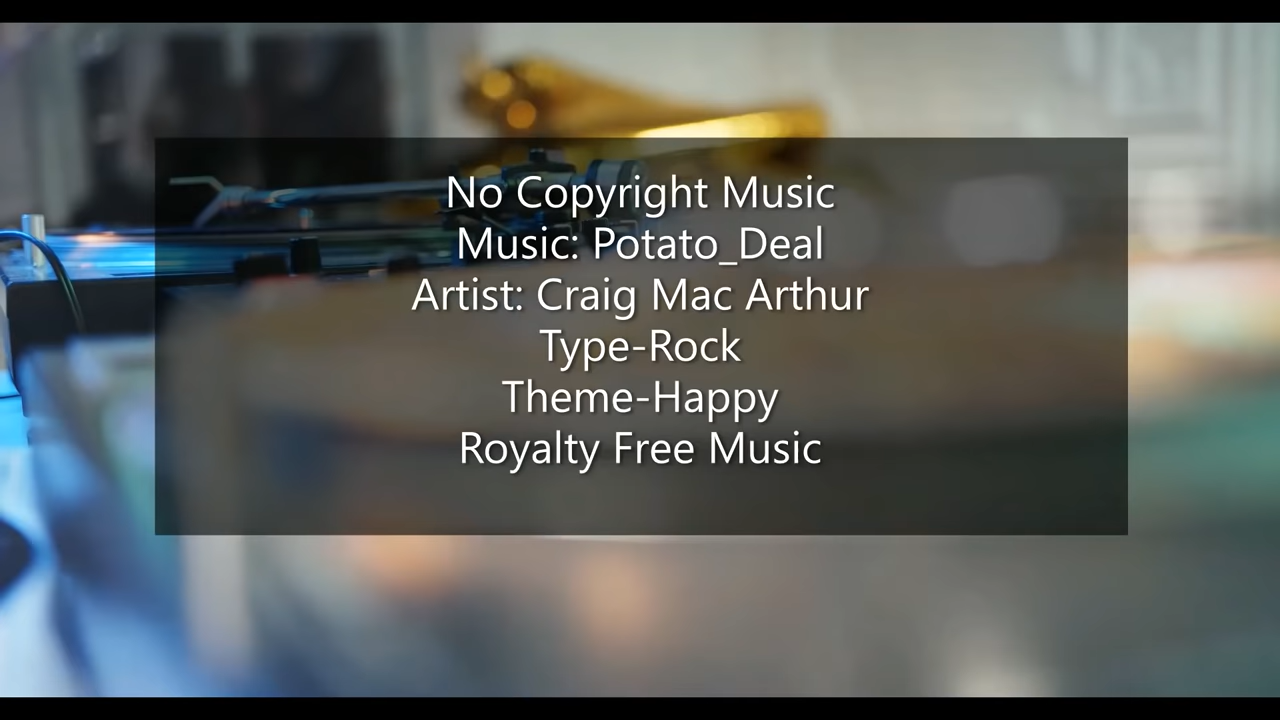 No Copyright Music
Music: Potato_Deal
Artist: Craig Mac Arthur
Type-Rock
Theme-Happy
Royalty Free Music